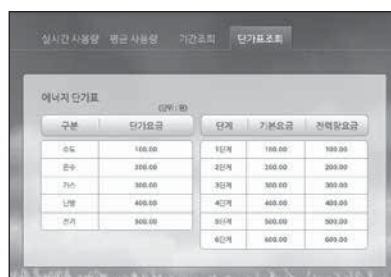 실시간 사용량 평균 사용량 기간조회 단가표조회
에너지 단가표
(단위 : 원)
구분 단가요금 단계 기본요금 전력량요금
수도 100.00 1단계 100.00 100.00
온수 200.00 2단계 200.00 200.00
가스 300.00 3단계 300.00 300.00
난방 400.00 4단계 400.00 400.00
전기 500.00 5단계 500.00 500.00
6단계 600.00 600.00